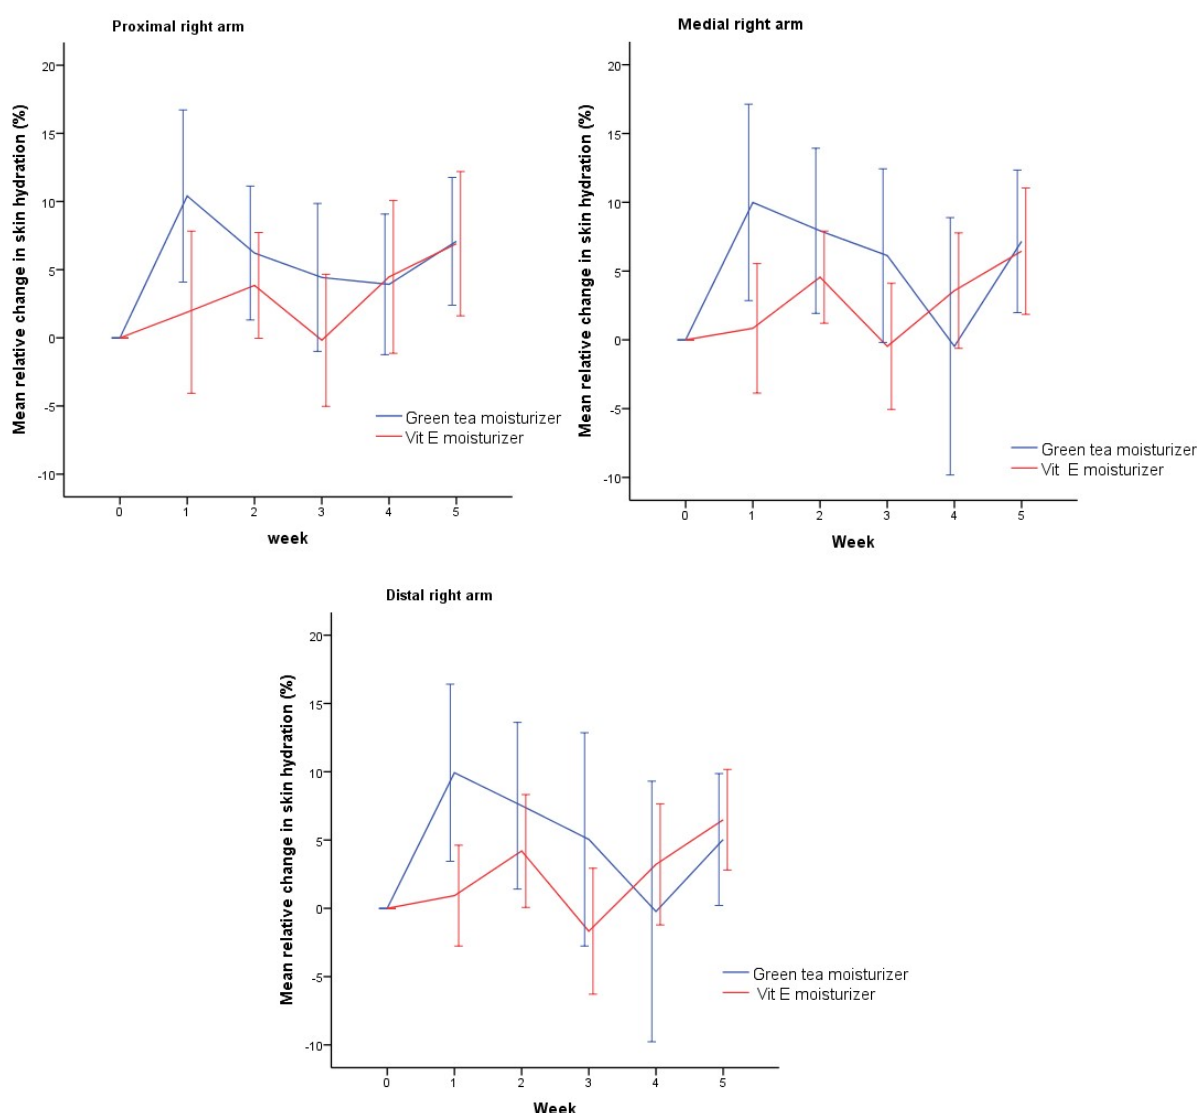 Proximal right arm
Mean relative change in skin hydration (%)
20
15
10
5
0
-5
-10
Green tea moisturizer
Vit E moisturizer
0 1 2 3 4 5
week
Medial right arm
Mean relative change in skin hydration (%)
20
15
10
5
0
-5
-10
Green tea moisturizer
Vit E moisturizer
0 1 2 3 4 5
Week
Distal right arm
Mean relative change in skin hydration (%)
20
15
10
5
0
-5
-10
Green tea moisturizer
Vit E moisturizer
0 1 2 3 4 5
Week